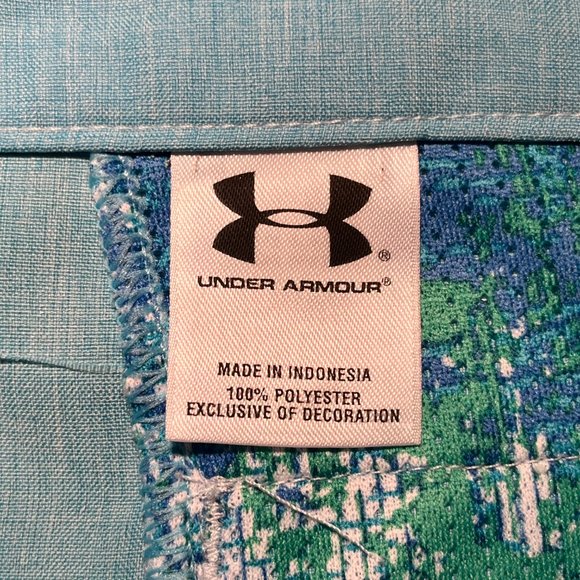 ®
UNDER ARMOUR®
MADE IN INDONESIA
100% POLYESTER
EXCLUSIVE OF DECORATION